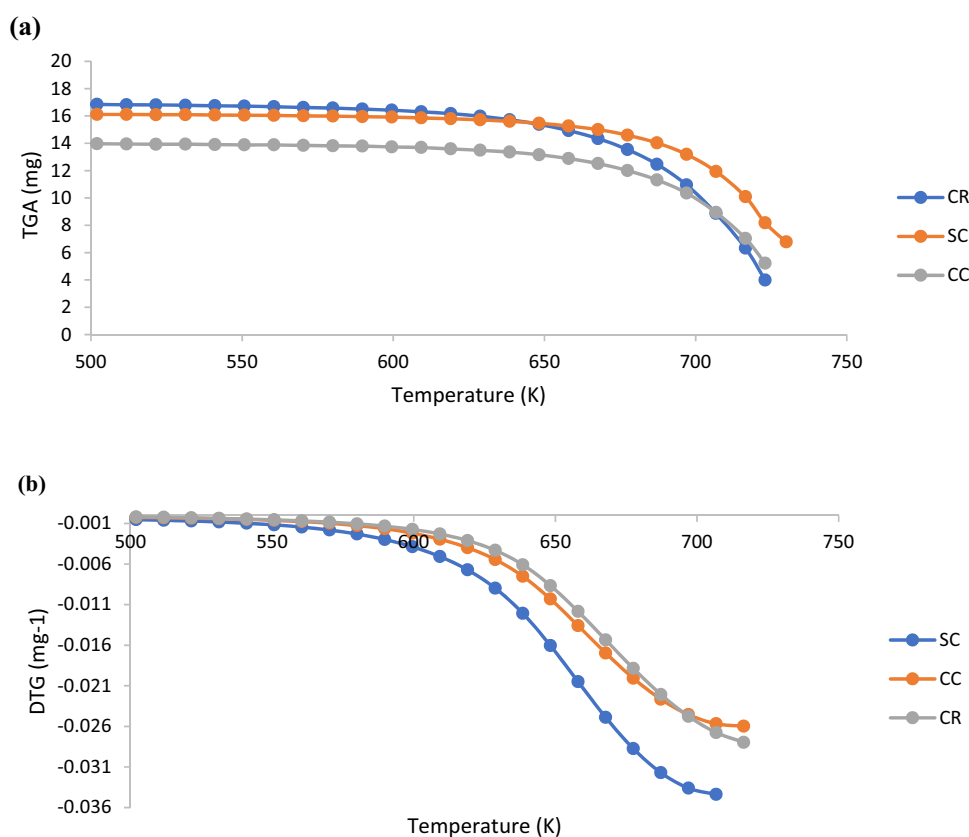 (a)
20
18
16
14
12
10
8
6
4
2
0
TGA (mg)
500 550 600 650 700 750
Temperature (K)
CR
SC
CC
(b)
-0.001
-0.006
-0.011
-0.016
-0.021
-0.026
-0.031
-0.036
DTG (mg-1)
500 550 600 650 700 750
Temperature (K)
SC
CC
CR